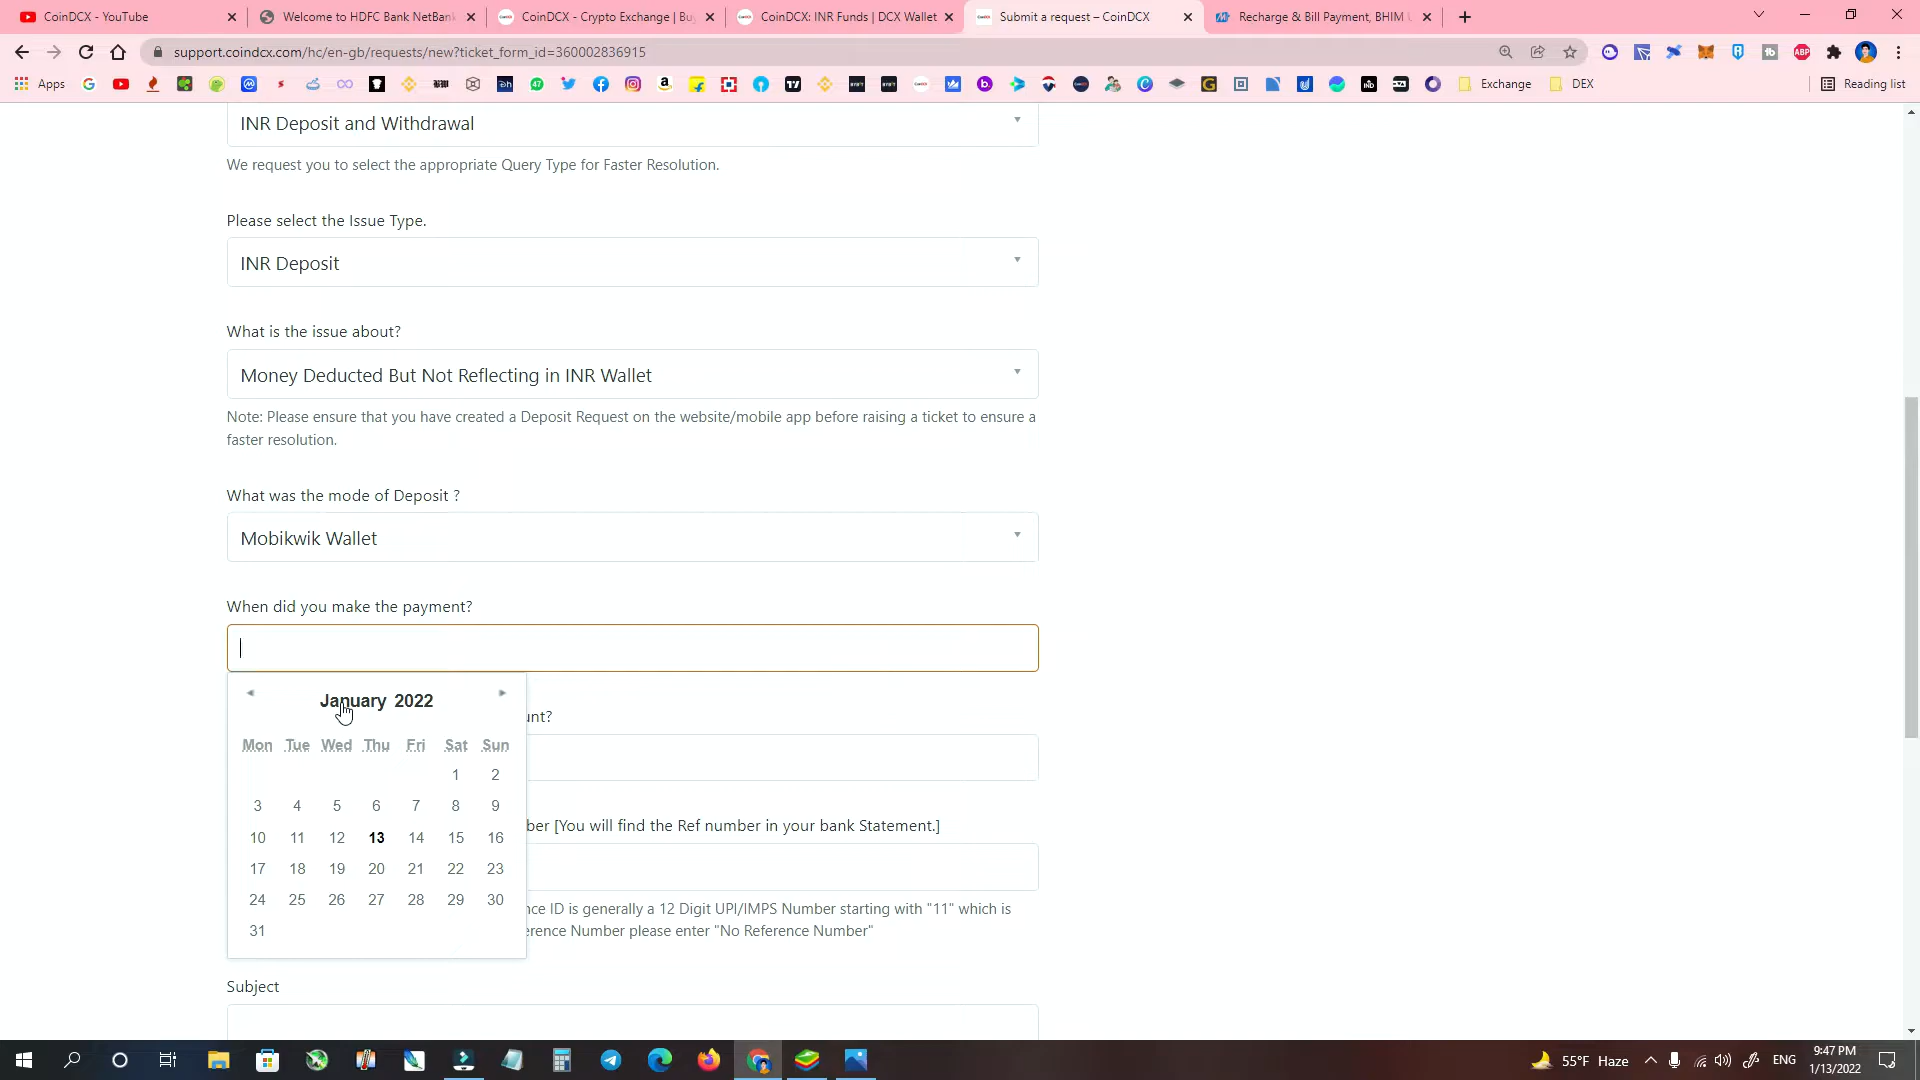 CoinDCX - YouTube
Welcome to HDFC Bank NetBank
CoinDCX - Crypto Exchange | Bu
CoinDCX: INR Funds | DCX Wallet
Submit a request – CoinDCX
Recharge & Bill Payment, BHIM U
support.coindcx.com/hc/en-gb/requests/new?ticket_form_id=360002836915
Apps
Exchange
DEX
Reading list
INR Deposit and Withdrawal
We request you to select the appropriate Query Type for Faster Resolution.
Please select the Issue Type.
INR Deposit
What is the issue about?
Money Deducted But Not Reflecting in INR Wallet
Note: Please ensure that you have created a Deposit Request on the website/mobile app before raising a ticket to ensure a
faster resolution.
What was the mode of Deposit ?
Mobikwik Wallet
When did you make the payment?
January 2022
unt?
Mon Tue Wed Thu Fri Sat Sun
1 2
3 4 5 6 7 8 9
ber [You will find the Ref number in your bank Statement.]
10 11 12 13 14 15 16
17 18 19 20 21 22 23
24 25 26 27 28 29 30
nce ID is generally a 12 Digit UPI/IMPS Number starting with "11" which is
31
erence Number please enter "No Reference Number"
Subject
55°F Haze
ENG
9:47 PM
1/13/2022